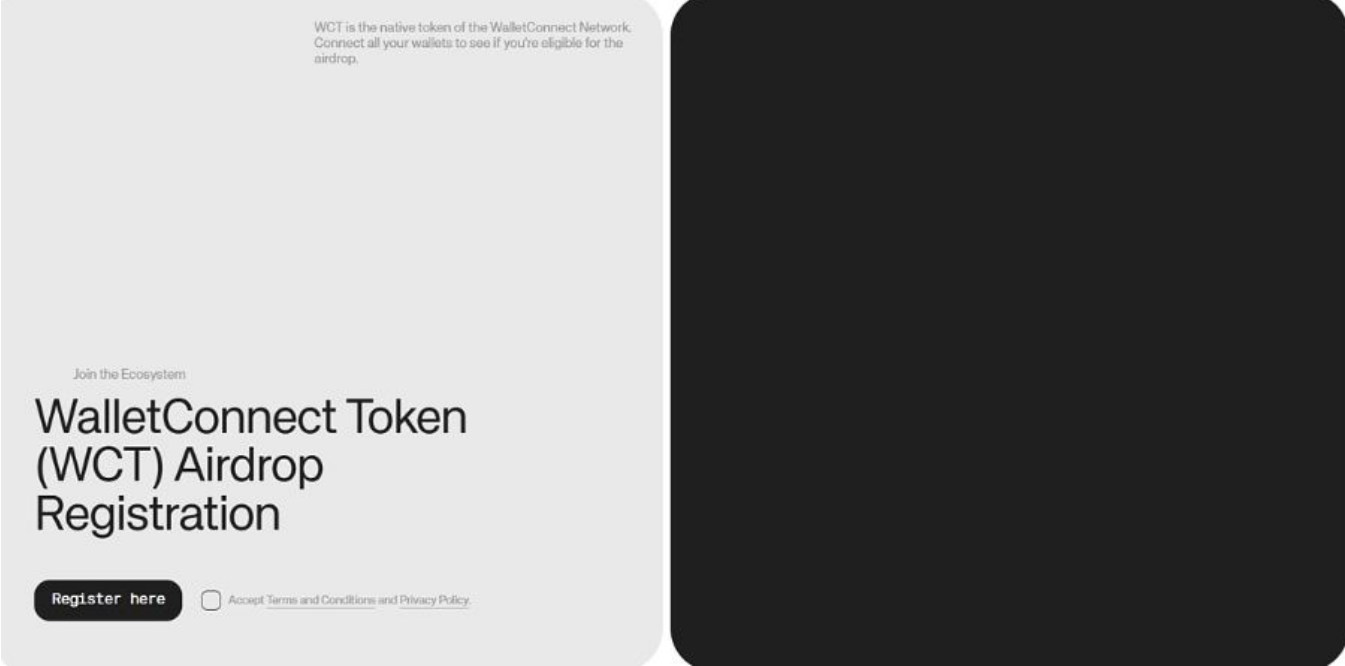 WCT is the native token of the WalletConnect Network.
Connect all your wallets to see if you're eligible for the
airdrop.
Join the Ecosystem
WalletConnect Token
(WCT) Airdrop
Registration
Register here
Accept Terms and Conditions and Privacy Policy.